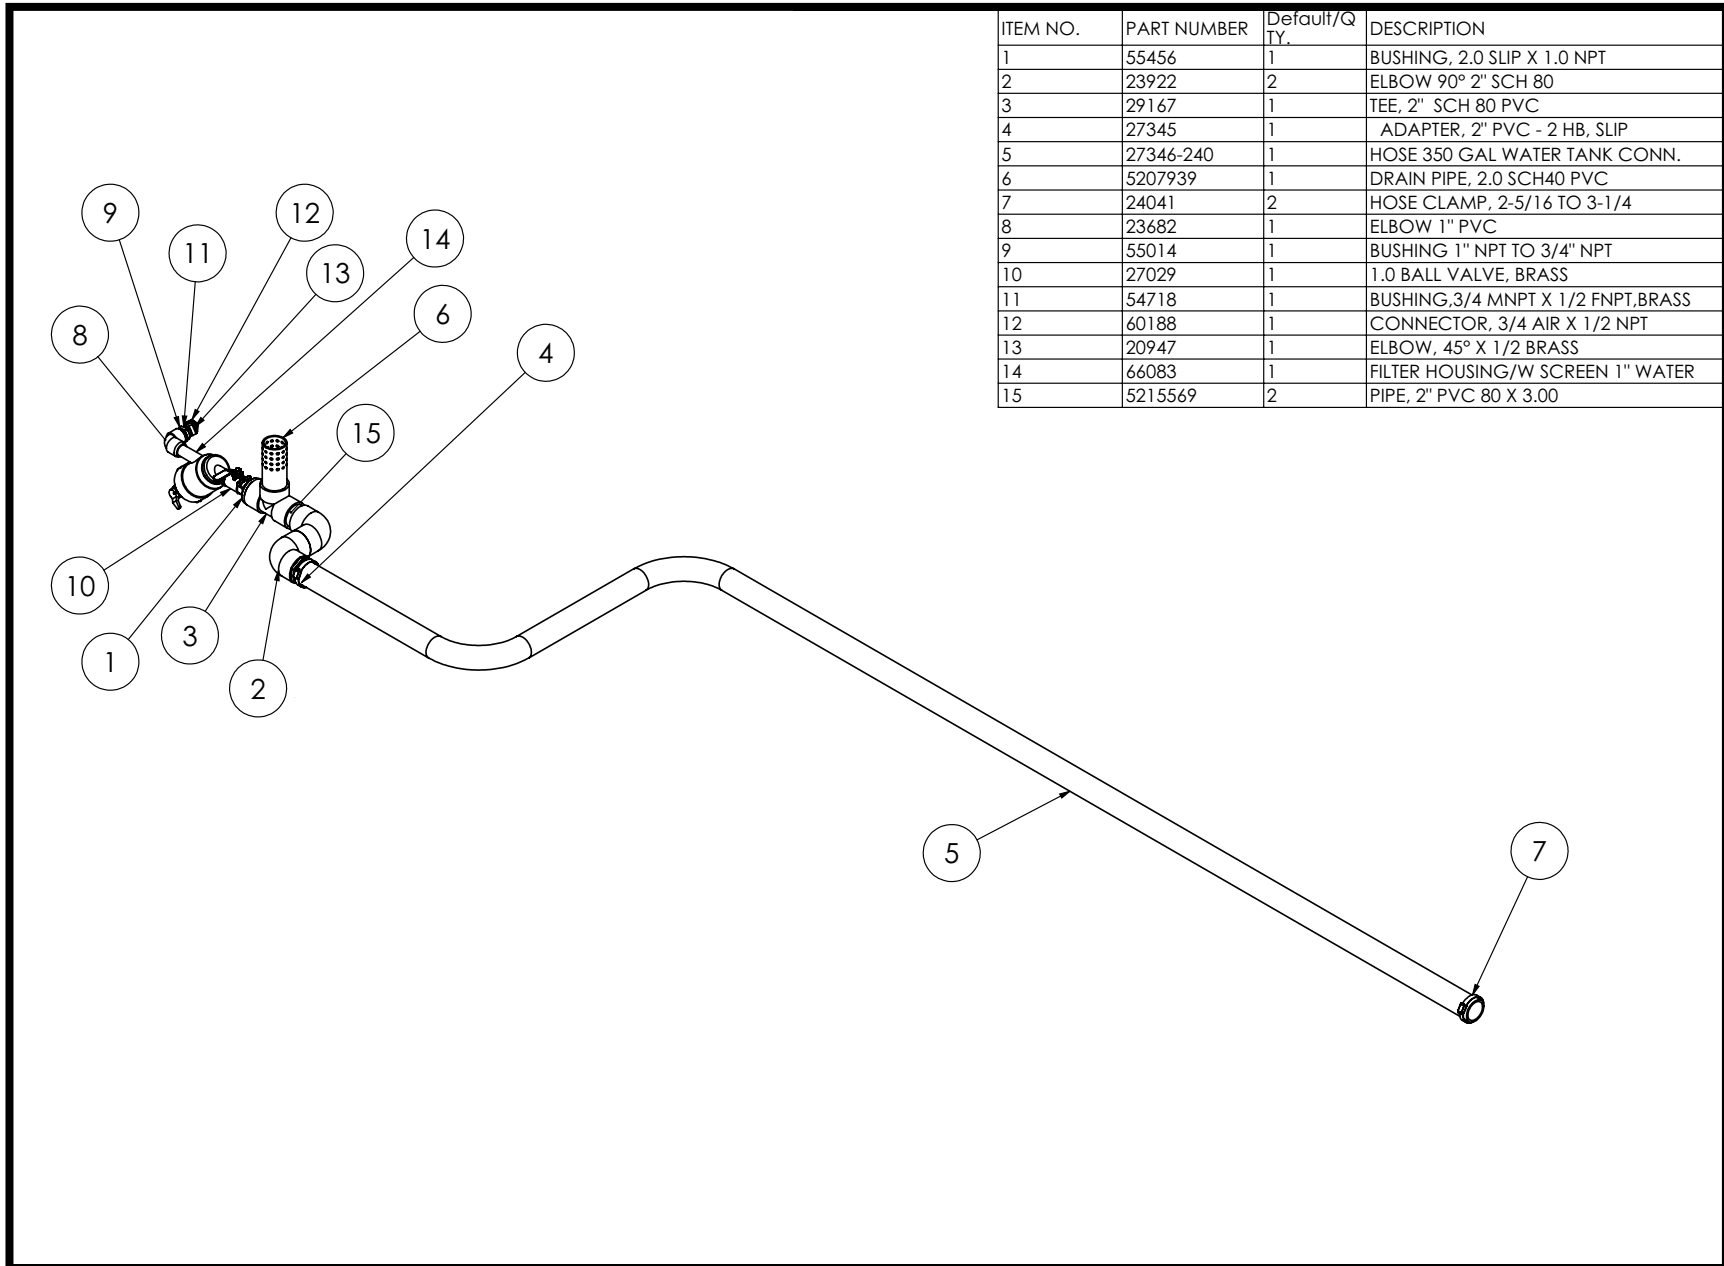 ITEM NO. PART NUMBER Default/Q TY. DESCRIPTION
1 55456 1 BUSHING, 2.0 SLIP X 1.0 NPT
2 23922 2 ELBOW 90° 2" SCH 80
3 29167 1 TEE, 2" SCH 80 PVC
4 27345 1 ADAPTER, 2" PVC - 2 HB, SLIP
5 27346-240 1 HOSE 350 GAL WATER TANK CONN.
6 5207939 1 DRAIN PIPE, 2.0 SCH40 PVC
7 24041 2 HOSE CLAMP, 2-5/16 TO 3-1/4
8 23682 1 ELBOW 1" PVC
9 55014 1 BUSHING 1" NPT TO 3/4" NPT
10 27029 1 1.0 BALL VALVE, BRASS
11 54718 1 BUSHING,3/4 MNPT X 1/2 FNPT,BRASS
12 60188 1 CONNECTOR, 3/4 AIR X 1/2 NPT
13 20947 1 ELBOW, 45° X 1/2 BRASS
14 66083 1 FILTER HOUSING/W SCREEN 1" WATER
15 5215569 2 PIPE, 2" PVC 80 X 3.00
9
12
14
11
13
6
8
4
15
10
3
1
2
5
7